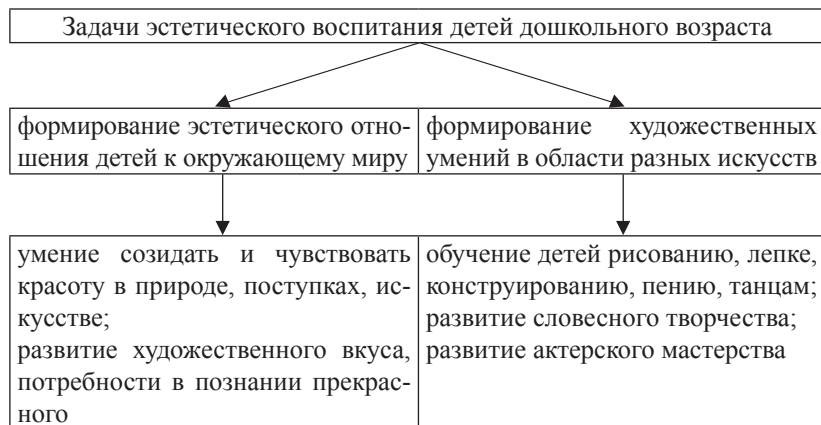 Задачи эстетического воспитания детей дошкольного возраста
формирование эстетического отно-
шения детей к окружающему миру
формирование художественных
умений в области разных искусств
умение созидать и чувствовать
красоту в природе, поступках, ис-
кусстве;
развитие художественного вкуса,
потребности в познании прекрас-
ного
обучение детей рисованию, лепке,
конструированию, пению, танцам;
развитие словесного творчества;
развитие актерского мастерства